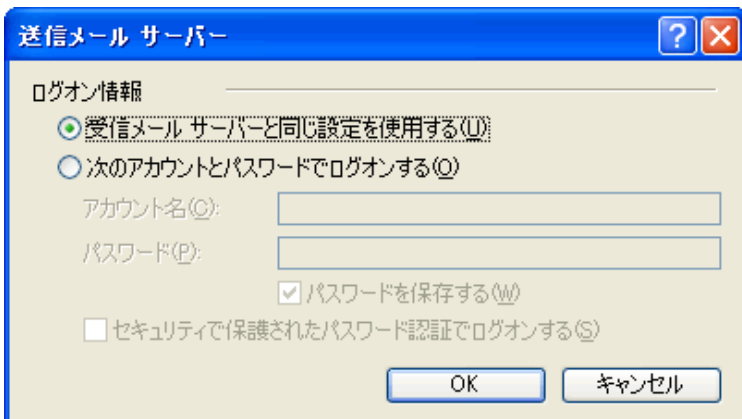 送信メール サーバー
ログオン情報
受信メール サーバーと同じ設定を使用する(U)
次のアカウントとパスワードでログオンする(O)
アカウント名(C):
パスワード(P):
パスワードを保存する(W)
セキュリティで保護されたパスワード認証でログオンする(S)
OK キャンセル